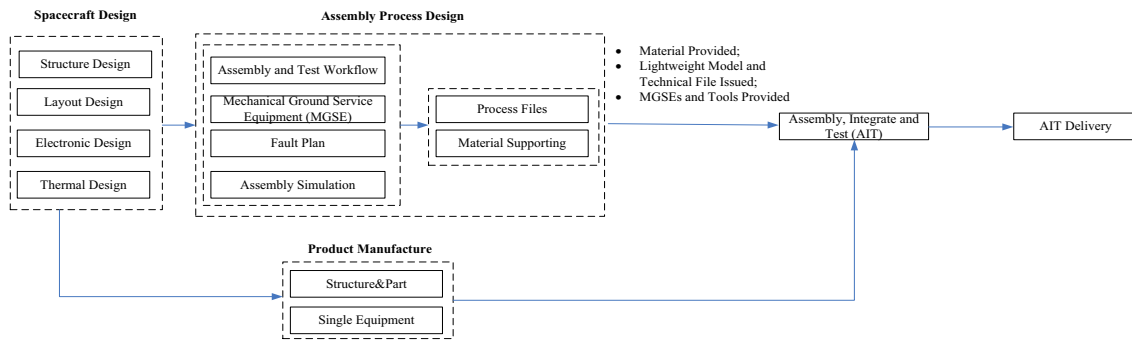 Spacecraft Design
Structure Design
Layout Design
Electronic Design
Thermal Design
Assembly Process Design
Assembly and Test Workflow
Mechanical Ground Service
Equipment (MGSE)
Fault Plan
Assembly Simulation
Process Files
Material Supporting
• Material Provided;
• Lightweight Model and
Technical File Issued;
• MGSEs and Tools Provided
Assembly, Integrate and
Test (AIT)
AIT Delivery
Product Manufacture
Structure&Part
Single Equipment